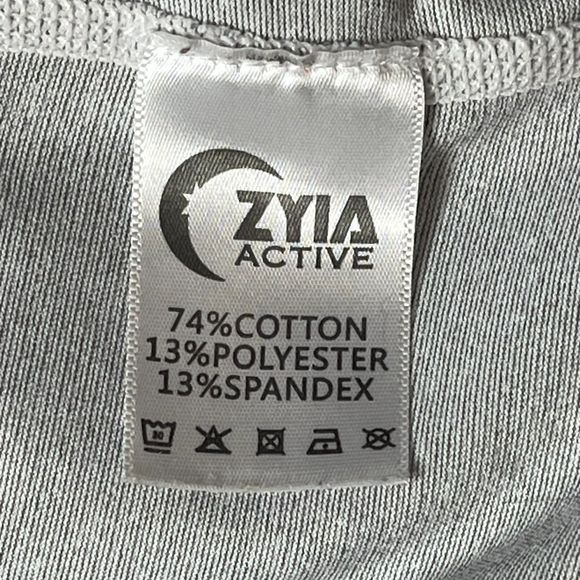 ZYIA
ACTIVE
74%COTTON
13%POLYESTER
13%SPANDEX